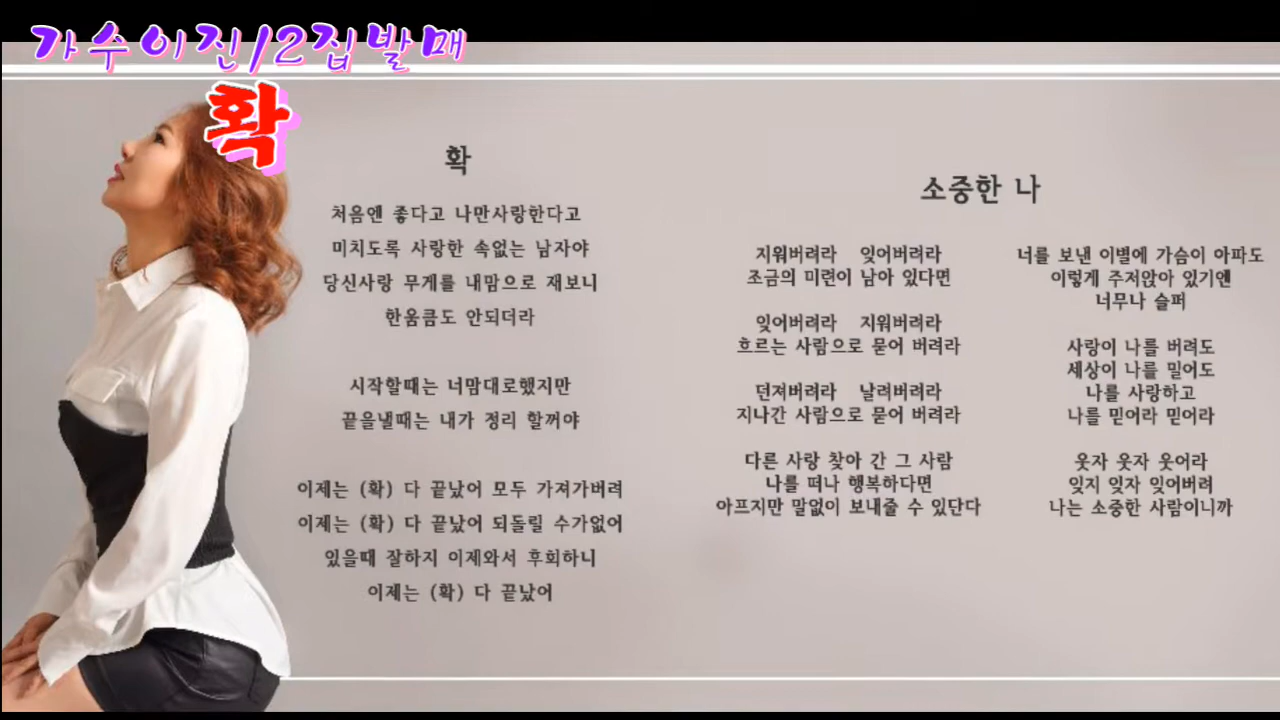 가수이진/2집발매
확
확
처음엔 좋다고 나만사랑한다고
미치도록 사랑한 속없는 남자야
당신사랑 무게를 내맘으로 재보니
한움큼도 안되더라
시작할때는 너맘대로했지만
끝을낼때는 내가 정리 할꺼야
이제는 (확) 다 끝났어 모두 가져가버려
이제는 (확) 다 끝났어 되돌릴 수가없어
있을때 잘하지 이제와서 후회하니
이제는 (확) 다 끝났어
소중한 나
지워버려라 잊어버려라
조금의 미련이 남아 있다면
잊어버려라 지워버려라
흐르는 사람으로 묻어 버려라
던져버려라 날려버려라
지나간 사람으로 묻어 버려라
다른 사랑 찾아 간 그 사람
나를 떠나 행복하다면
아프지만 말없이 보내줄 수 있단다
너를 보낸 이별에 가슴이 아파도
이렇게 주저앉아 있기엔
너무나 슬퍼
사랑이 나를 버려도
세상이 나를 밀어도
나를 사랑하고
나를 믿어라 믿어라
웃자 웃자 웃어라
잊지 잊자 잊어버려
나는 소중한 사람이니까